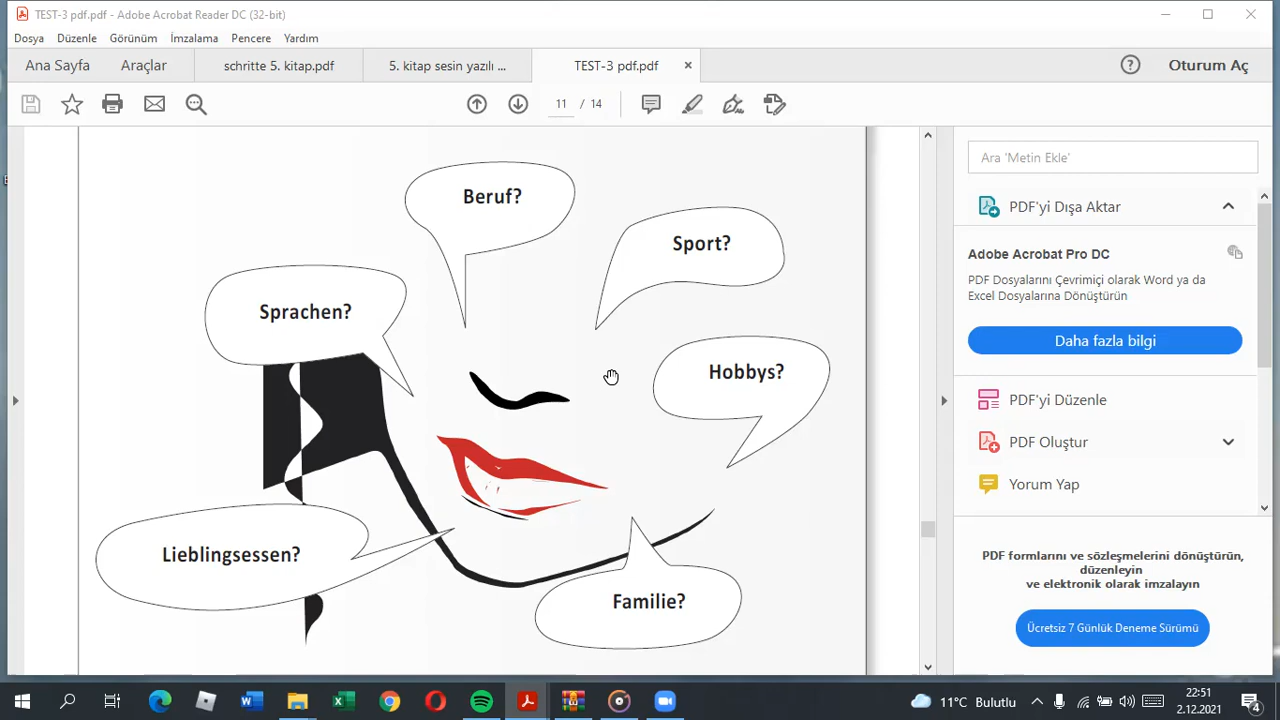 TEST-3 pdf.pdf - Adobe Acrobat Reader DC (32-bit)
Dosya Düzenle Görünüm İmzalama Pencere Yardım
Ana Sayfa Araçlar schritte 5. kitap.pdf 5. kitap sesin yazılı ... TEST-3 pdf.pdf Oturum Aç
11 / 14
Ara 'Metin Ekle'
PDF'yi Dışa Aktar
Adobe Acrobat Pro DC
PDF Dosyalarını Çevrimiçi olarak Word ya da
Excel Dosyalarına Dönüştürün
Daha fazla bilgi
PDF'yi Düzenle
PDF Oluştur
Yorum Yap
PDF formlarını ve sözleşmelerini dönüştürün,
düzenleyin
ve elektronik olarak imzalayın
Ücretsiz 7 Günlük Deneme Sürümü
Beruf?
Sport?
Sprachen?
Hobbys?
Lieblingsessen?
Familie?
11°C Bulutlu
22:51
2.12.2021
4